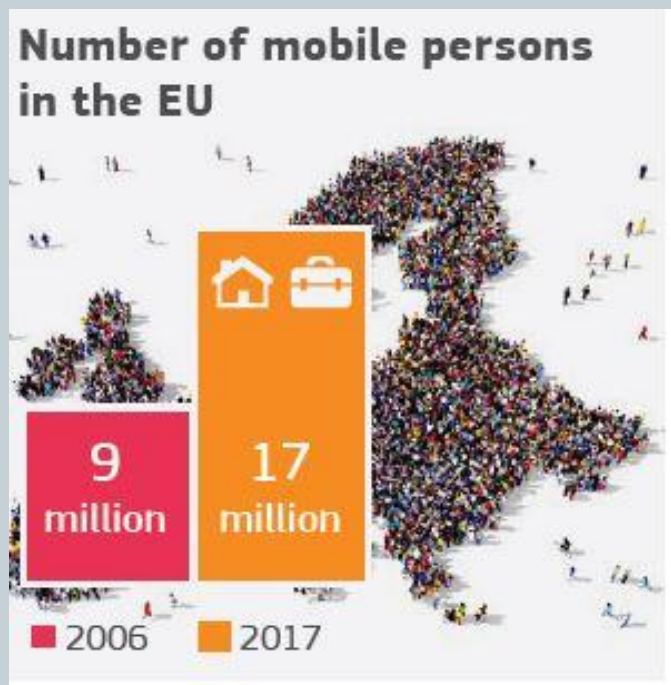 Number of mobile persons
in the EU
9
million
17
million
2006
2017